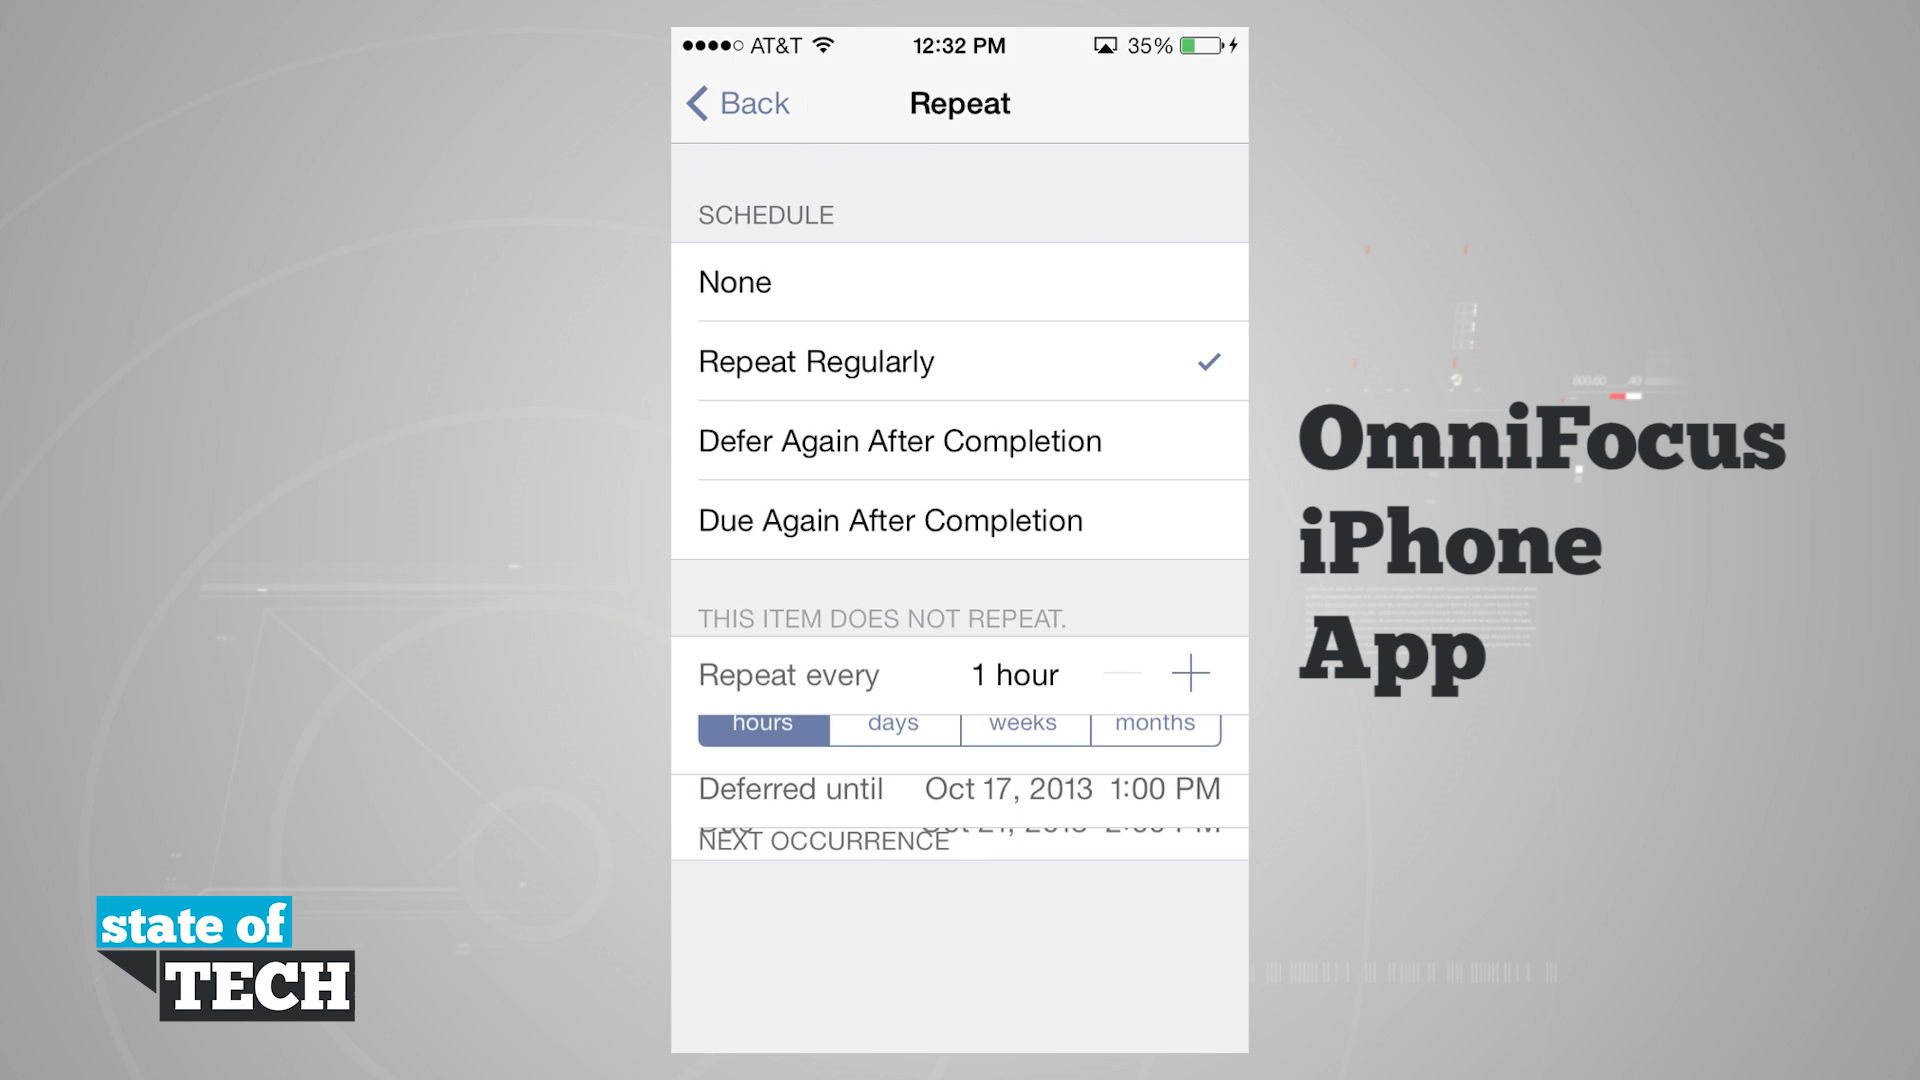 AT&T 12:32 PM 35%
Back Repeat
SCHEDULE
None
Repeat Regularly
Defer Again After Completion
Due Again After Completion
THIS ITEM DOES NOT REPEAT.
Repeat every 1 hour
hours days weeks months
Deferred until Oct 17, 2013 1:00 PM
NEXT OCCURRENCE
OmniFocus
iPhone
App
state of
TECH